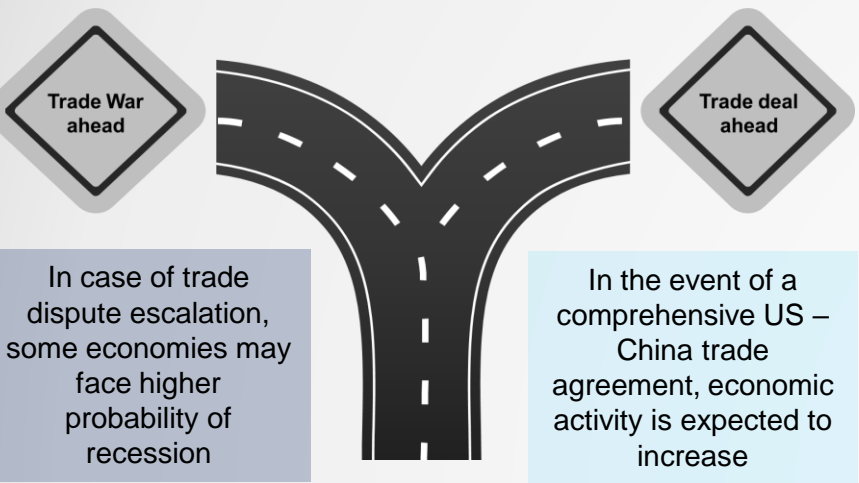 Trade War
ahead
Trade deal
ahead
In case of trade
dispute escalation,
some economies may
face higher
probability of
recession
In the event of a
comprehensive US –
China trade
agreement, economic
activity is expected to
increase